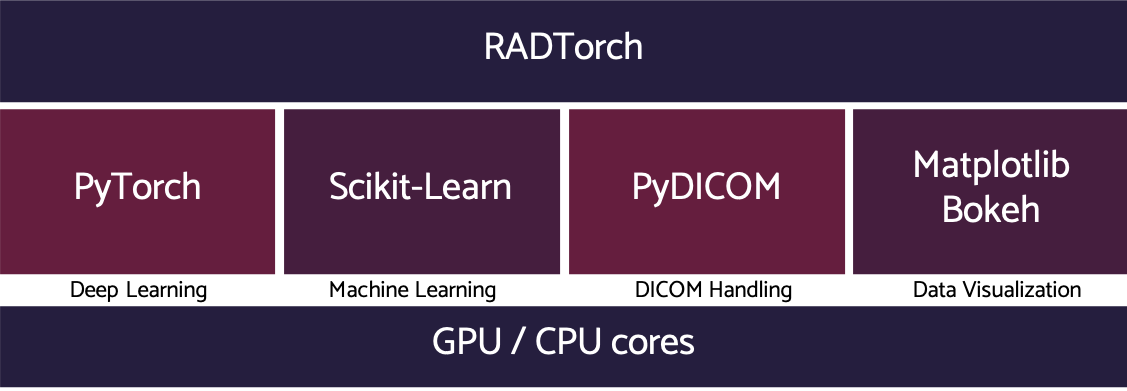 RADTorch
PyTorch
Scikit-Learn
PyDICOM
Matplotlib
Bokeh
Deep Learning
Machine Learning
DICOM Handling
Data Visualization
GPU / CPU cores